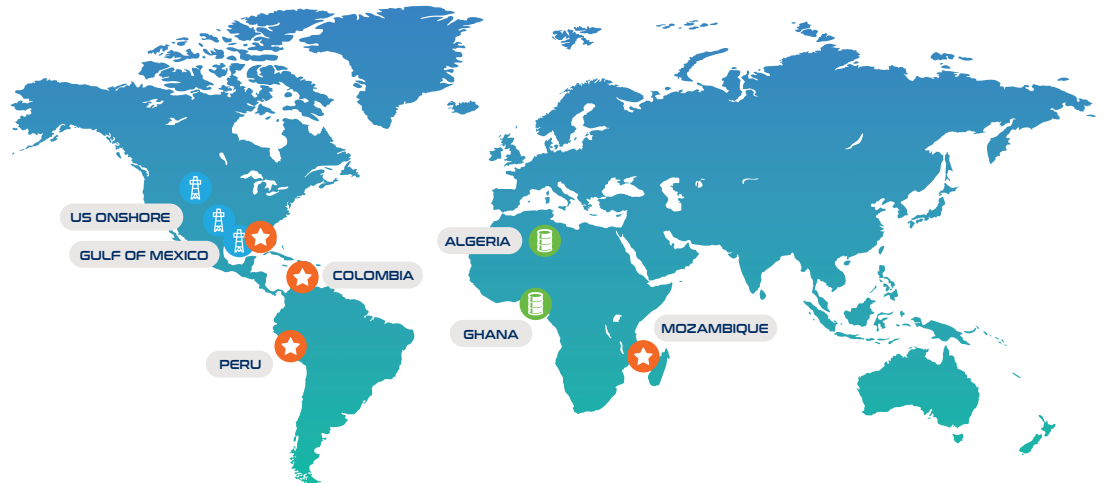 US ONSHORE
GULF OF MEXICO
COLOMBIA
PERU
ALGERIA
GHANA
MOZAMBIQUE